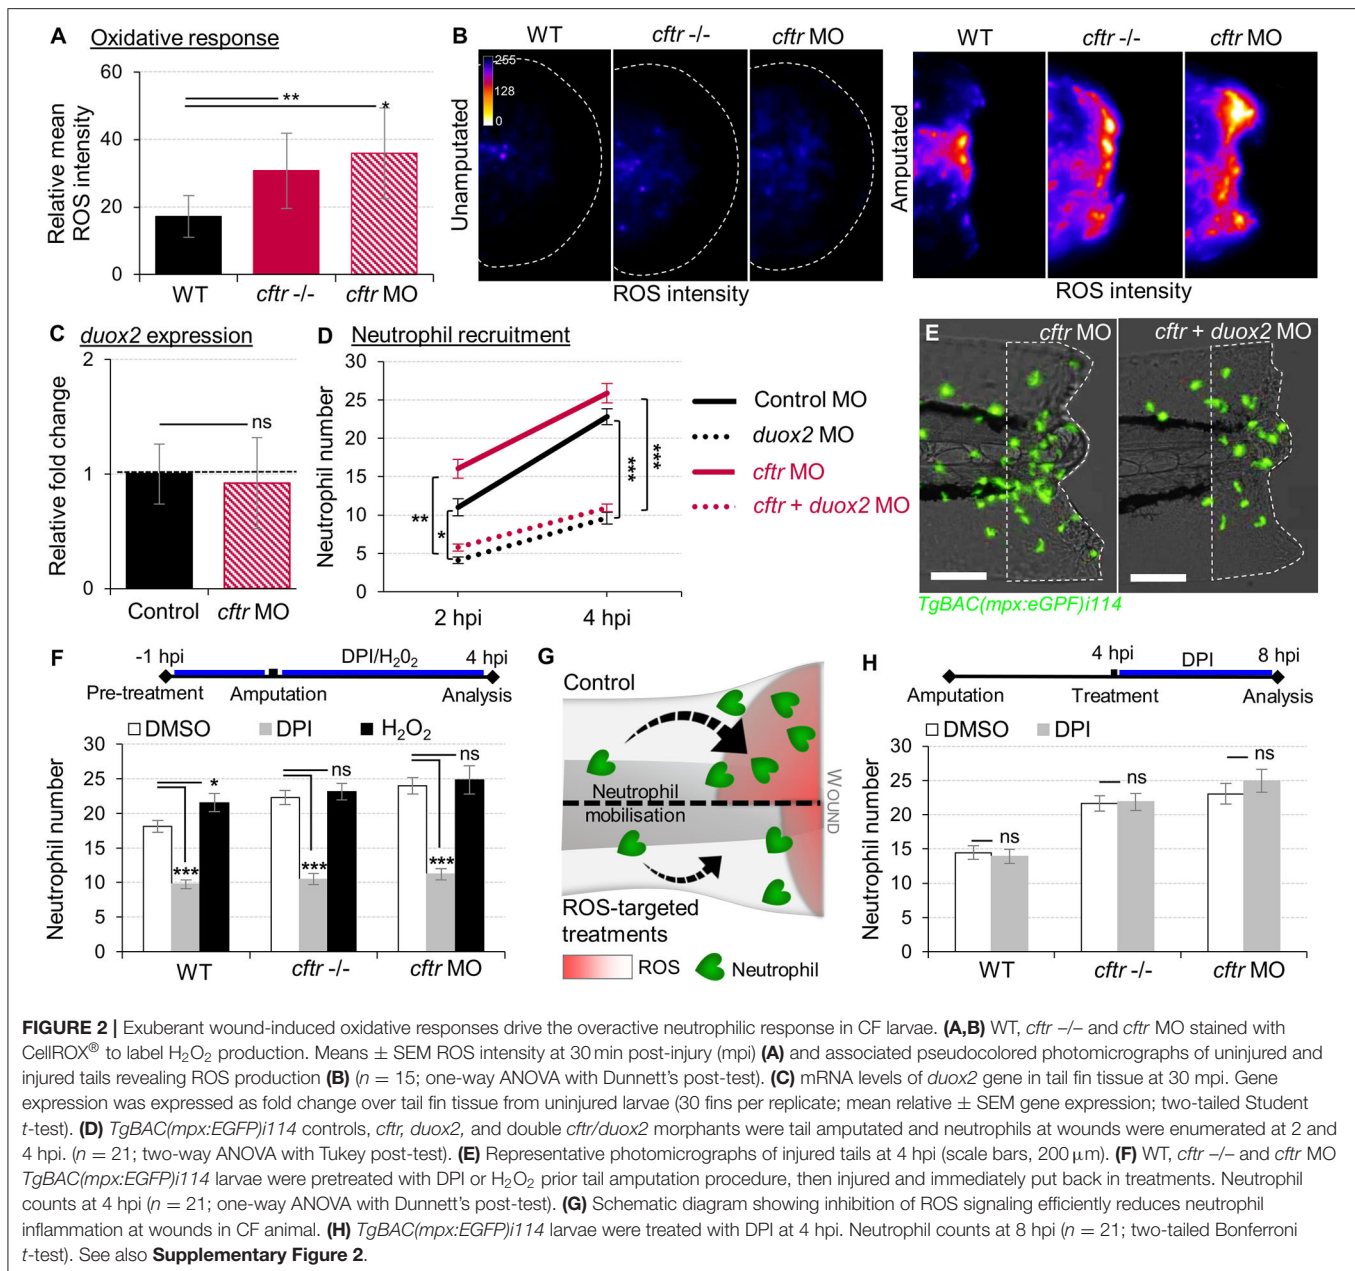 A Oxidative response
Relative mean
ROS intensity
60
40
20
0
**
*
WT
cftr -/-
cftr MO
B
WT
cftr -/-
cftr MO
255
128
0
Unamputated
ROS intensity
WT
cftr -/-
cftr MO
Amputated
ROS intensity
C duox2 expression
Relative fold change
2
1
0
ns
Control
cftr MO
D Neutrophil recruitment
Neutrophil number
30
25
20
15
10
5
0
**
*
***
***
2 hpi
4 hpi
Control MO
duox2 MO
cftr MO
cftr + duox2 MO
E
cftr MO
cftr + duox2 MO
TgBAC(mpx:eGPF)i114
F
-1 hpi
DPI/H₂0₂
4 hpi
Pre-treatment
Amputation
Analysis
DMSO
DPI
H₂O₂
Neutrophil number
30
25
20
15
10
5
0
***
*
***
ns
***
ns
WT
cftr -/-
cftr MO
G
Control
Neutrophil
mobilisation
WOUND
ROS-targeted
treatments
ROS
Neutrophil
H
4 hpi
DPI
8 hpi
Amputation
Treatment
Analysis
DMSO
DPI
Neutrophil number
30
25
20
15
10
5
0
ns
ns
ns
WT
cftr -/-
cftr MO
FIGURE 2 | Exuberant wound-induced oxidative responses drive the overactive neutrophilic response in CF larvae. (A,B) WT, cftr –/– and cftr MO stained with
CellROX® to label H₂O₂ production. Means ± SEM ROS intensity at 30 min post-injury (mpi) (A) and associated pseudocolored photomicrographs of uninjured and
injured tails revealing ROS production (B) (n = 15; one-way ANOVA with Dunnett's post-test). (C) mRNA levels of duox2 gene in tail fin tissue at 30 mpi. Gene
expression was expressed as fold change over tail fin tissue from uninjured larvae (30 fins per replicate; mean relative ± SEM gene expression; two-tailed Student
t-test). (D) TgBAC(mpx:EGFP)i114 controls, cftr, duox2, and double cftr/duox2 morphants were tail amputated and neutrophils at wounds were enumerated at 2 and
4 hpi. (n = 21; two-way ANOVA with Tukey post-test). (E) Representative photomicrographs of injured tails at 4 hpi (scale bars, 200 μm). (F) WT, cftr –/– and cftr MO
TgBAC(mpx:EGFP)i114 larvae were pretreated with DPI or H₂O₂ prior tail amputation procedure, then injured and immediately put back in treatments. Neutrophil
counts at 4 hpi (n = 21; one-way ANOVA with Dunnett's post-test). (G) Schematic diagram showing inhibition of ROS signaling efficiently reduces neutrophil
inflammation at wounds in CF animal. (H) TgBAC(mpx:EGFP)i114 larvae were treated with DPI at 4 hpi. Neutrophil counts at 8 hpi (n = 21; two-tailed Bonferroni
t-test). See also Supplementary Figure 2.